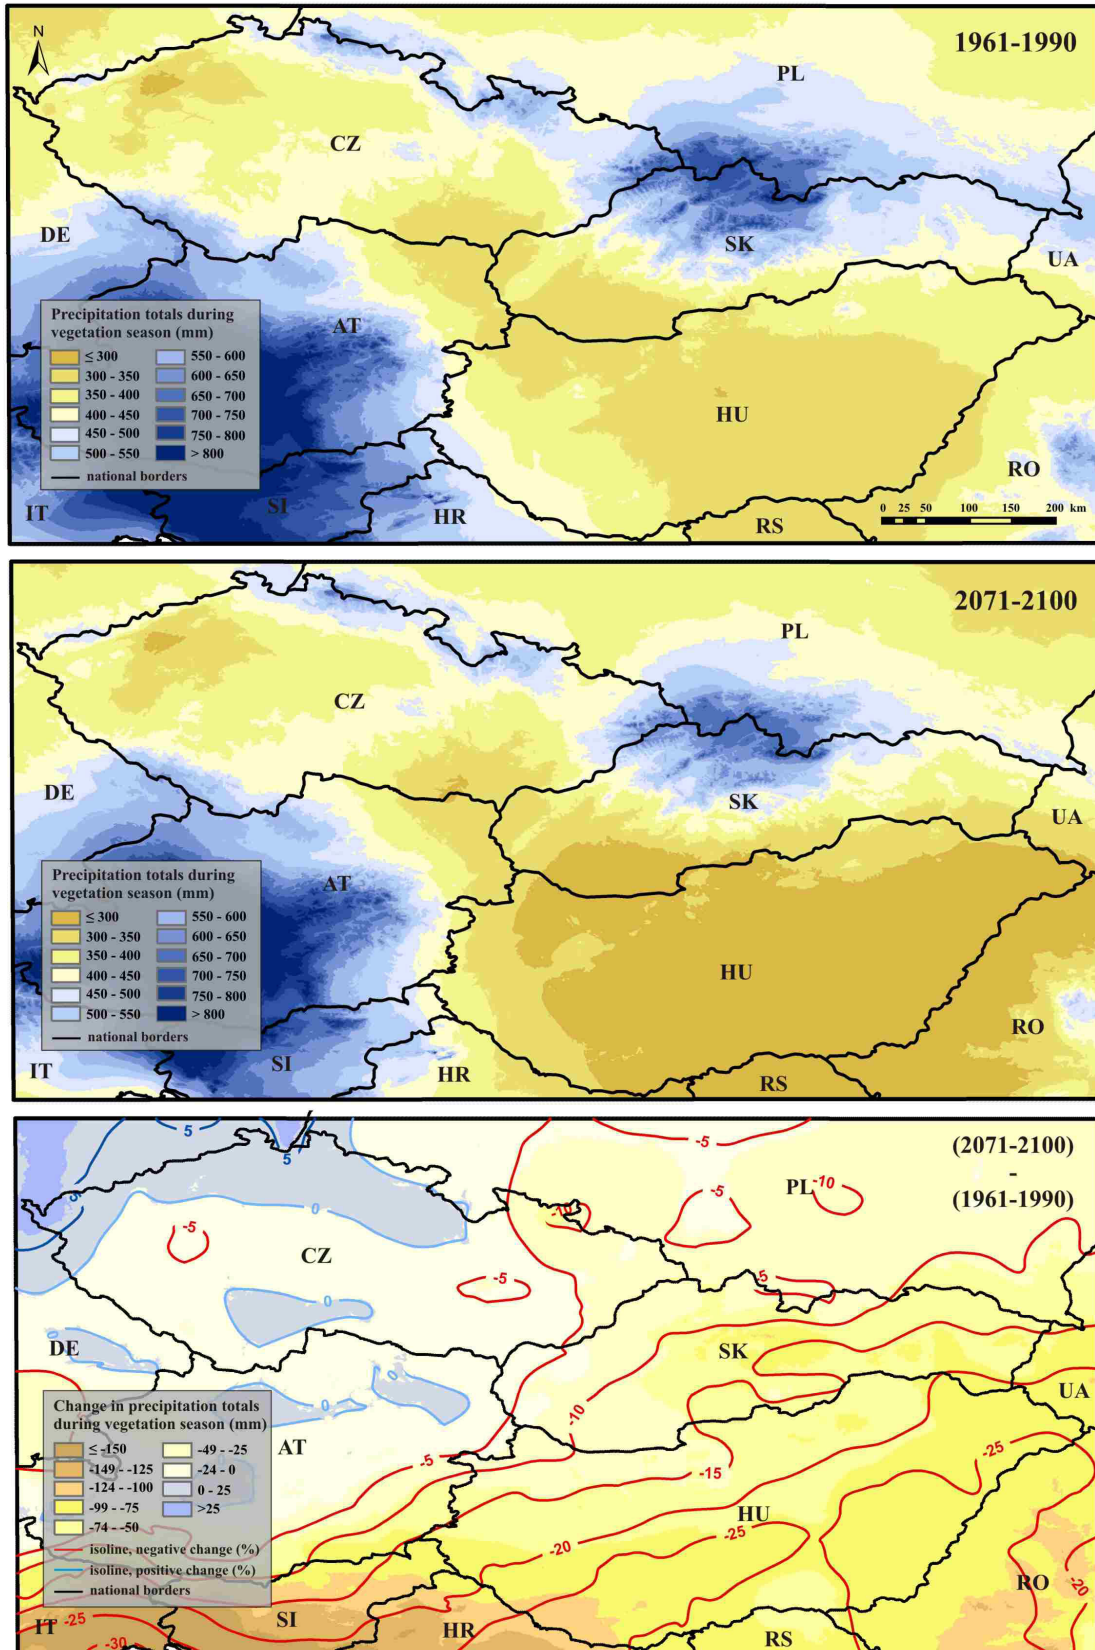 N
1961-1990
PL
CZ
DE
SK
UA
AT
HU
RO
SI
IT
HR
RS
Precipitation totals during
vegetation season (mm)
≤ 300
300 - 350
350 - 400
400 - 450
450 - 500
500 - 550
550 - 600
600 - 650
650 - 700
700 - 750
750 - 800
> 800
national borders
0 25 50 100 150 200 km
2071-2100
PL
CZ
DE
SK
UA
AT
HU
RO
SI
IT
HR
RS
Precipitation totals during
vegetation season (mm)
≤ 300
300 - 350
350 - 400
400 - 450
450 - 500
500 - 550
550 - 600
600 - 650
650 - 700
700 - 750
750 - 800
> 800
national borders
(2071-2100)
-
(1961-1990)
5
5
-5
-10
PL
-5
-10
0
0
-5
CZ
-5
5
0
0
DE
SK
UA
0
0
AT
-10
-5
-15
-25
HU
-25
-20
RO
-20
-25
IT
SI
-30
HR
RS
Change in precipitation totals
during vegetation season (mm)
≤ -150
-149 - -125
-124 - -100
-99 - -75
-74 - -50
-49 - -25
-24 - 0
0 - 25
>25
isoline, negative change (%)
isoline, positive change (%)
national borders